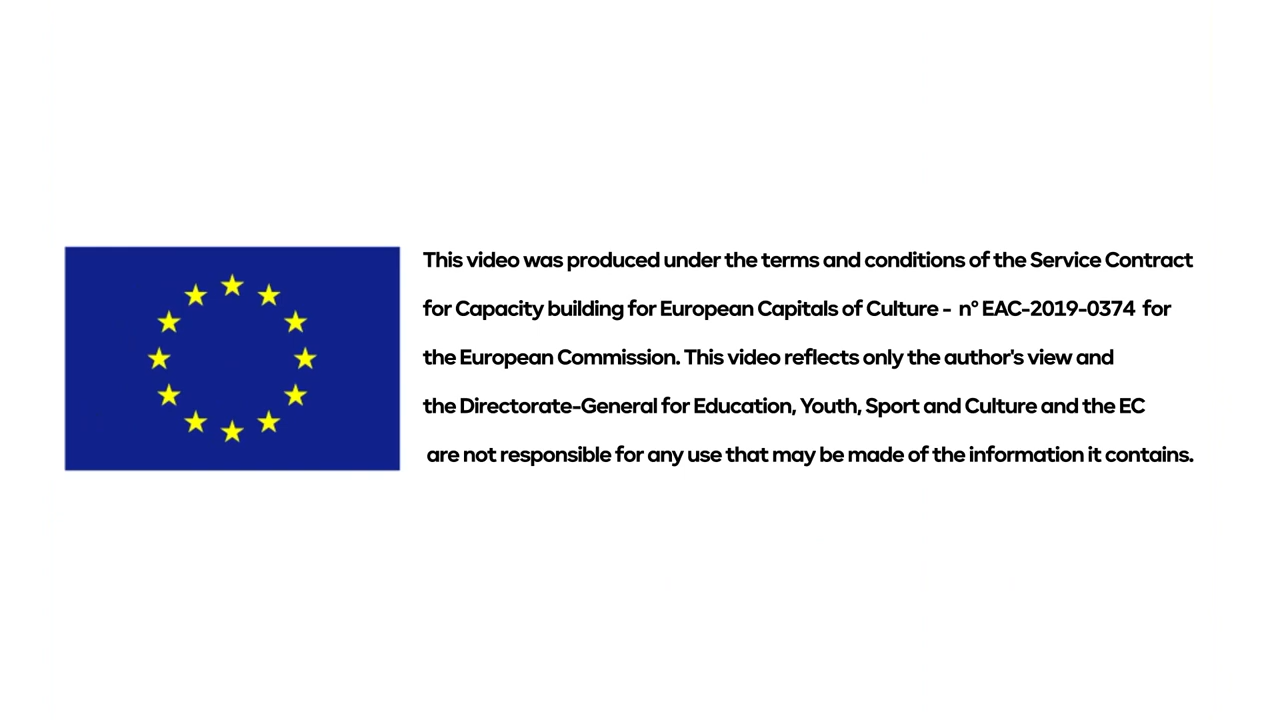 This video was produced under the terms and conditions of the Service Contract
for Capacity building for European Capitals of Culture - n° EAC-2019-0374 for
the European Commission. This video reflects only the author's view and
the Directorate-General for Education, Youth, Sport and Culture and the EC
are not responsible for any use that may be made of the information it contains.